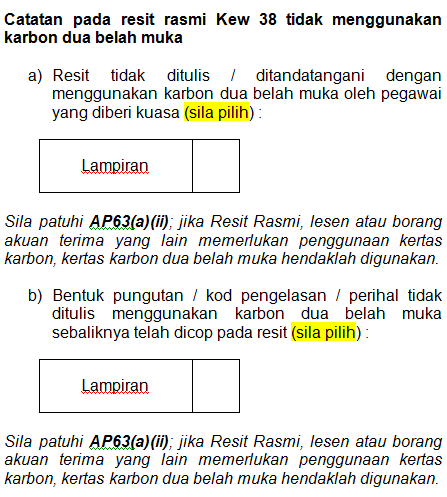 Catatan pada resit rasmi Kew 38 tidak menggunakan
karbon dua belah muka
a) Resit tidak ditulis / ditandatangani dengan
menggunakan karbon dua belah muka oleh pegawai
yang diberi kuasa (sila pilih) :
Lampiran
Sila patuhi AP63(a)(ii); jika Resit Rasmi, lesen atau borang
akuan terima yang lain memerlukan penggunaan kertas
karbon, kertas karbon dua belah muka hendaklah digunakan.
b) Bentuk pungutan / kod pengelasan / perihal tidak
ditulis menggunakan karbon dua belah muka
sebaliknya telah dicop pada resit (sila pilih) :
Lampiran
Sila patuhi AP63(a)(ii); jika Resit Rasmi, lesen atau borang
akuan terima yang lain memerlukan penggunaan kertas
karbon, kertas karbon dua belah muka hendaklah digunakan.